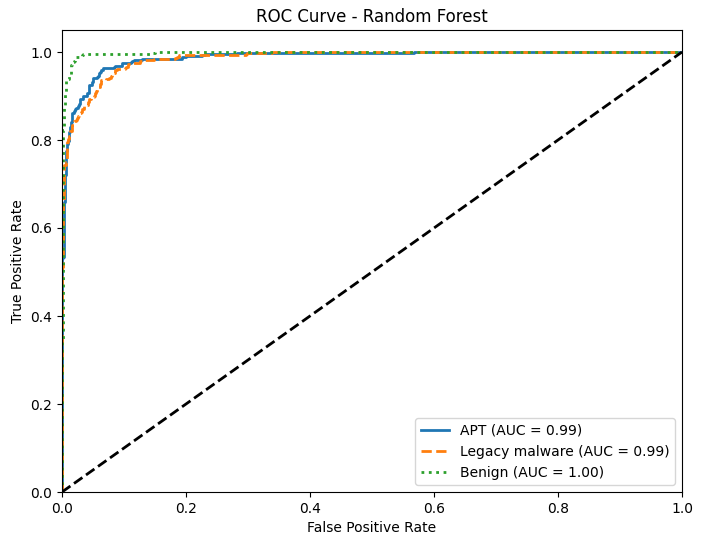 ROC Curve - Random Forest
True Positive Rate
1.0
0.8
0.6
0.4
0.2
0.0
APT (AUC = 0.99)
Legacy malware (AUC = 0.99)
Benign (AUC = 1.00)
0.0 0.2 0.4 0.6 0.8 1.0
False Positive Rate